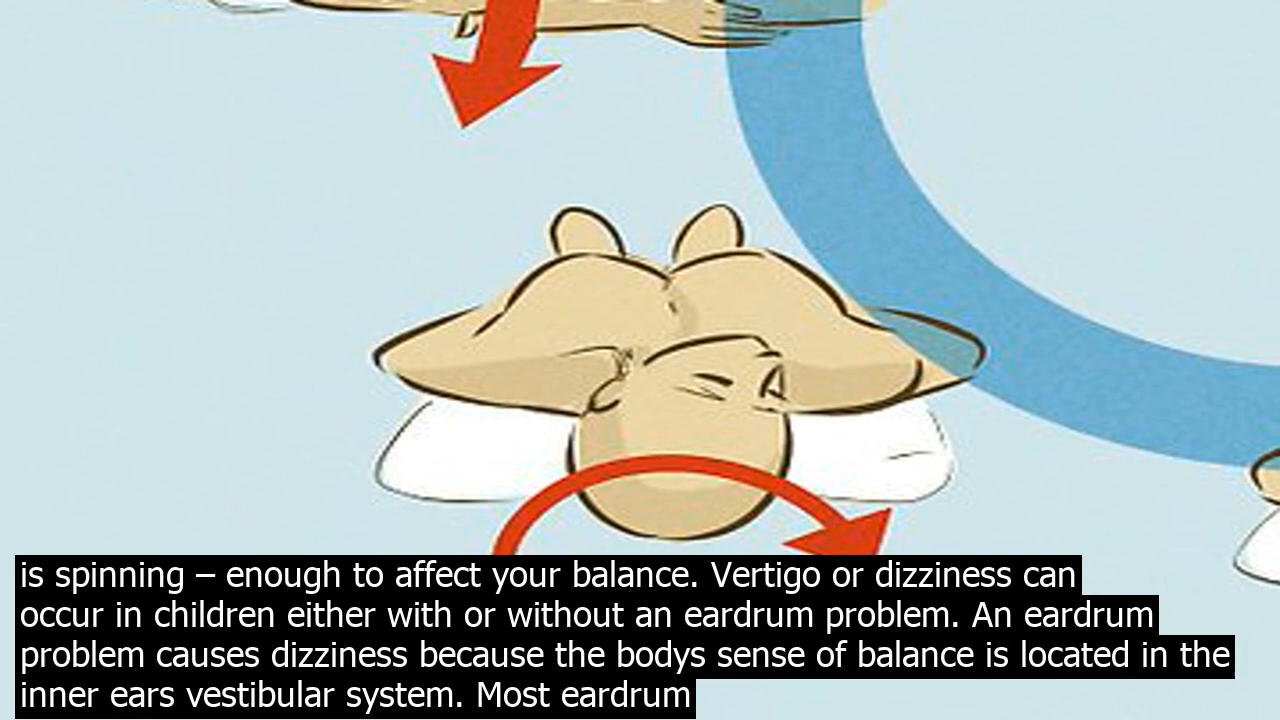 is spinning – enough to affect your balance. Vertigo or dizziness can
occur in children either with or without an eardrum problem. An eardrum
problem causes dizziness because the bodys sense of balance is located in the
inner ears vestibular system. Most eardrum